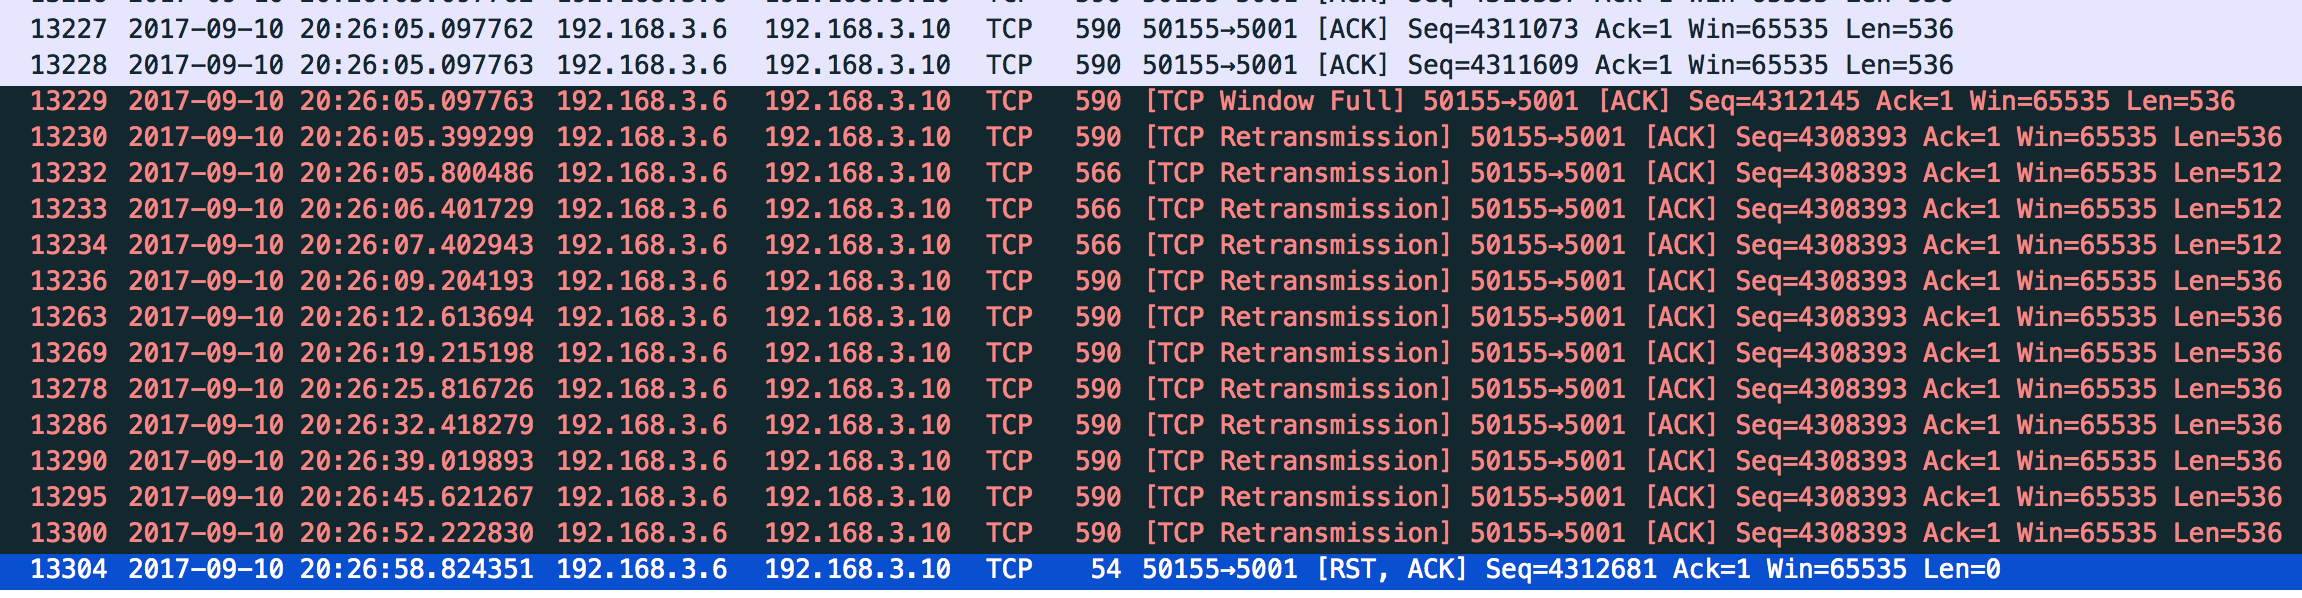 13227 2017-09-10 20:26:05.097762 192.168.3.6 192.168.3.10 TCP 590 50155→5001 [ACK] Seq=4311073 Ack=1 Win=65535 Len=536
13228 2017-09-10 20:26:05.097763 192.168.3.6 192.168.3.10 TCP 590 50155→5001 [ACK] Seq=4311609 Ack=1 Win=65535 Len=536
13229 2017-09-10 20:26:05.097763 192.168.3.6 192.168.3.10 TCP 590 [TCP Window Full] 50155→5001 [ACK] Seq=4312145 Ack=1 Win=65535 Len=536
13230 2017-09-10 20:26:05.399299 192.168.3.6 192.168.3.10 TCP 590 [TCP Retransmission] 50155→5001 [ACK] Seq=4308393 Ack=1 Win=65535 Len=536
13232 2017-09-10 20:26:05.800486 192.168.3.6 192.168.3.10 TCP 566 [TCP Retransmission] 50155→5001 [ACK] Seq=4308393 Ack=1 Win=65535 Len=512
13233 2017-09-10 20:26:06.401729 192.168.3.6 192.168.3.10 TCP 566 [TCP Retransmission] 50155→5001 [ACK] Seq=4308393 Ack=1 Win=65535 Len=512
13234 2017-09-10 20:26:07.402943 192.168.3.6 192.168.3.10 TCP 566 [TCP Retransmission] 50155→5001 [ACK] Seq=4308393 Ack=1 Win=65535 Len=512
13236 2017-09-10 20:26:09.204193 192.168.3.6 192.168.3.10 TCP 590 [TCP Retransmission] 50155→5001 [ACK] Seq=4308393 Ack=1 Win=65535 Len=536
13263 2017-09-10 20:26:12.613694 192.168.3.6 192.168.3.10 TCP 590 [TCP Retransmission] 50155→5001 [ACK] Seq=4308393 Ack=1 Win=65535 Len=536
13269 2017-09-10 20:26:19.215198 192.168.3.6 192.168.3.10 TCP 590 [TCP Retransmission] 50155→5001 [ACK] Seq=4308393 Ack=1 Win=65535 Len=536
13278 2017-09-10 20:26:25.816726 192.168.3.6 192.168.3.10 TCP 590 [TCP Retransmission] 50155→5001 [ACK] Seq=4308393 Ack=1 Win=65535 Len=536
13286 2017-09-10 20:26:32.418279 192.168.3.6 192.168.3.10 TCP 590 [TCP Retransmission] 50155→5001 [ACK] Seq=4308393 Ack=1 Win=65535 Len=536
13290 2017-09-10 20:26:39.019893 192.168.3.6 192.168.3.10 TCP 590 [TCP Retransmission] 50155→5001 [ACK] Seq=4308393 Ack=1 Win=65535 Len=536
13295 2017-09-10 20:26:45.621267 192.168.3.6 192.168.3.10 TCP 590 [TCP Retransmission] 50155→5001 [ACK] Seq=4308393 Ack=1 Win=65535 Len=536
13300 2017-09-10 20:26:52.222830 192.168.3.6 192.168.3.10 TCP 590 [TCP Retransmission] 50155→5001 [ACK] Seq=4308393 Ack=1 Win=65535 Len=536
13304 2017-09-10 20:26:58.824351 192.168.3.6 192.168.3.10 TCP 54 50155→5001 [RST, ACK] Seq=4312681 Ack=1 Win=65535 Len=0